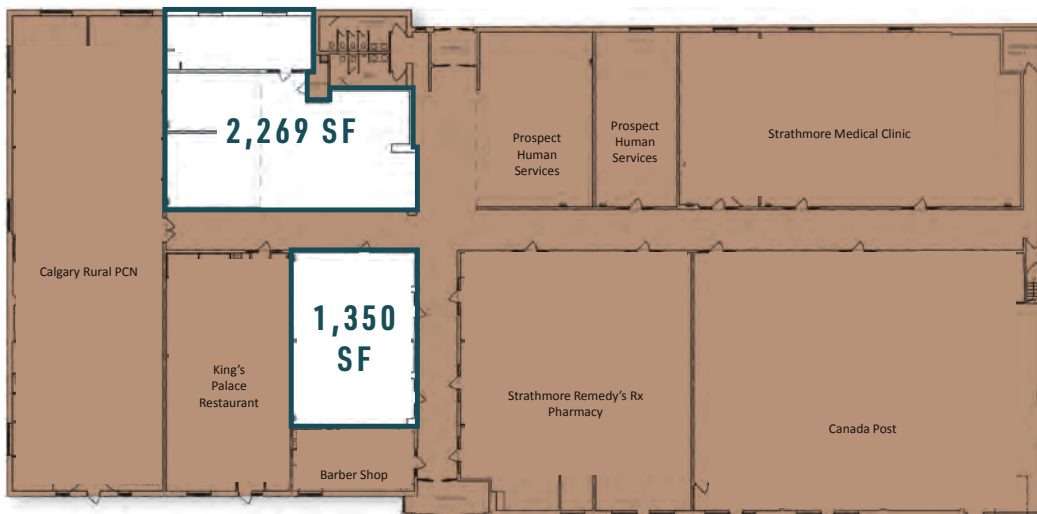 2,269 SF
Prospect
Human
Services
Prospect
Human
Services
Strathmore Medical Clinic
Calgary Rural PCN
1,350
SF
King's
Palace
Restaurant
Strathmore Remedy's Rx
Pharmacy
Canada Post
Barber Shop